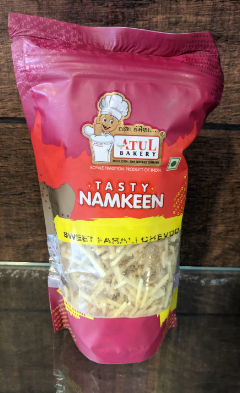 ATUL
BAKERY
TASTY
NAMKEEN
SWEET FARALI CHEVDO